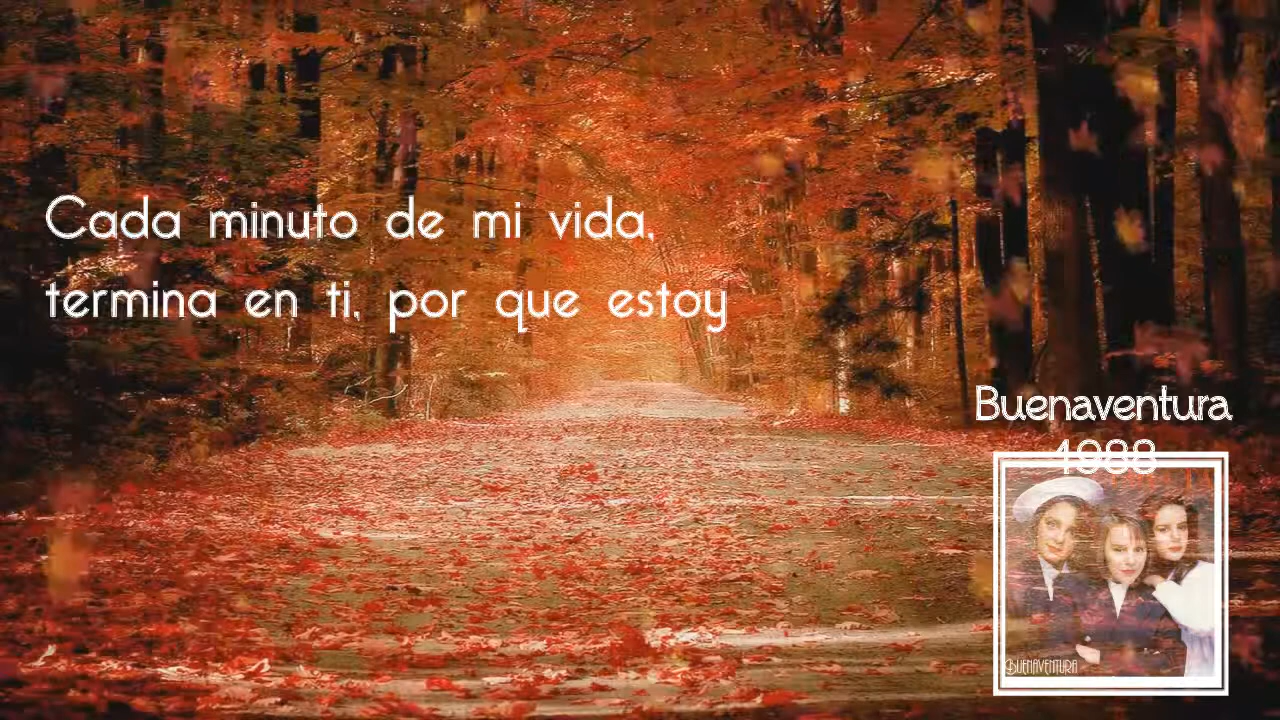 Cada minuto de mi vida,
termina en ti, por que estoy
Buenaventura
1988
BUENAVENTURA